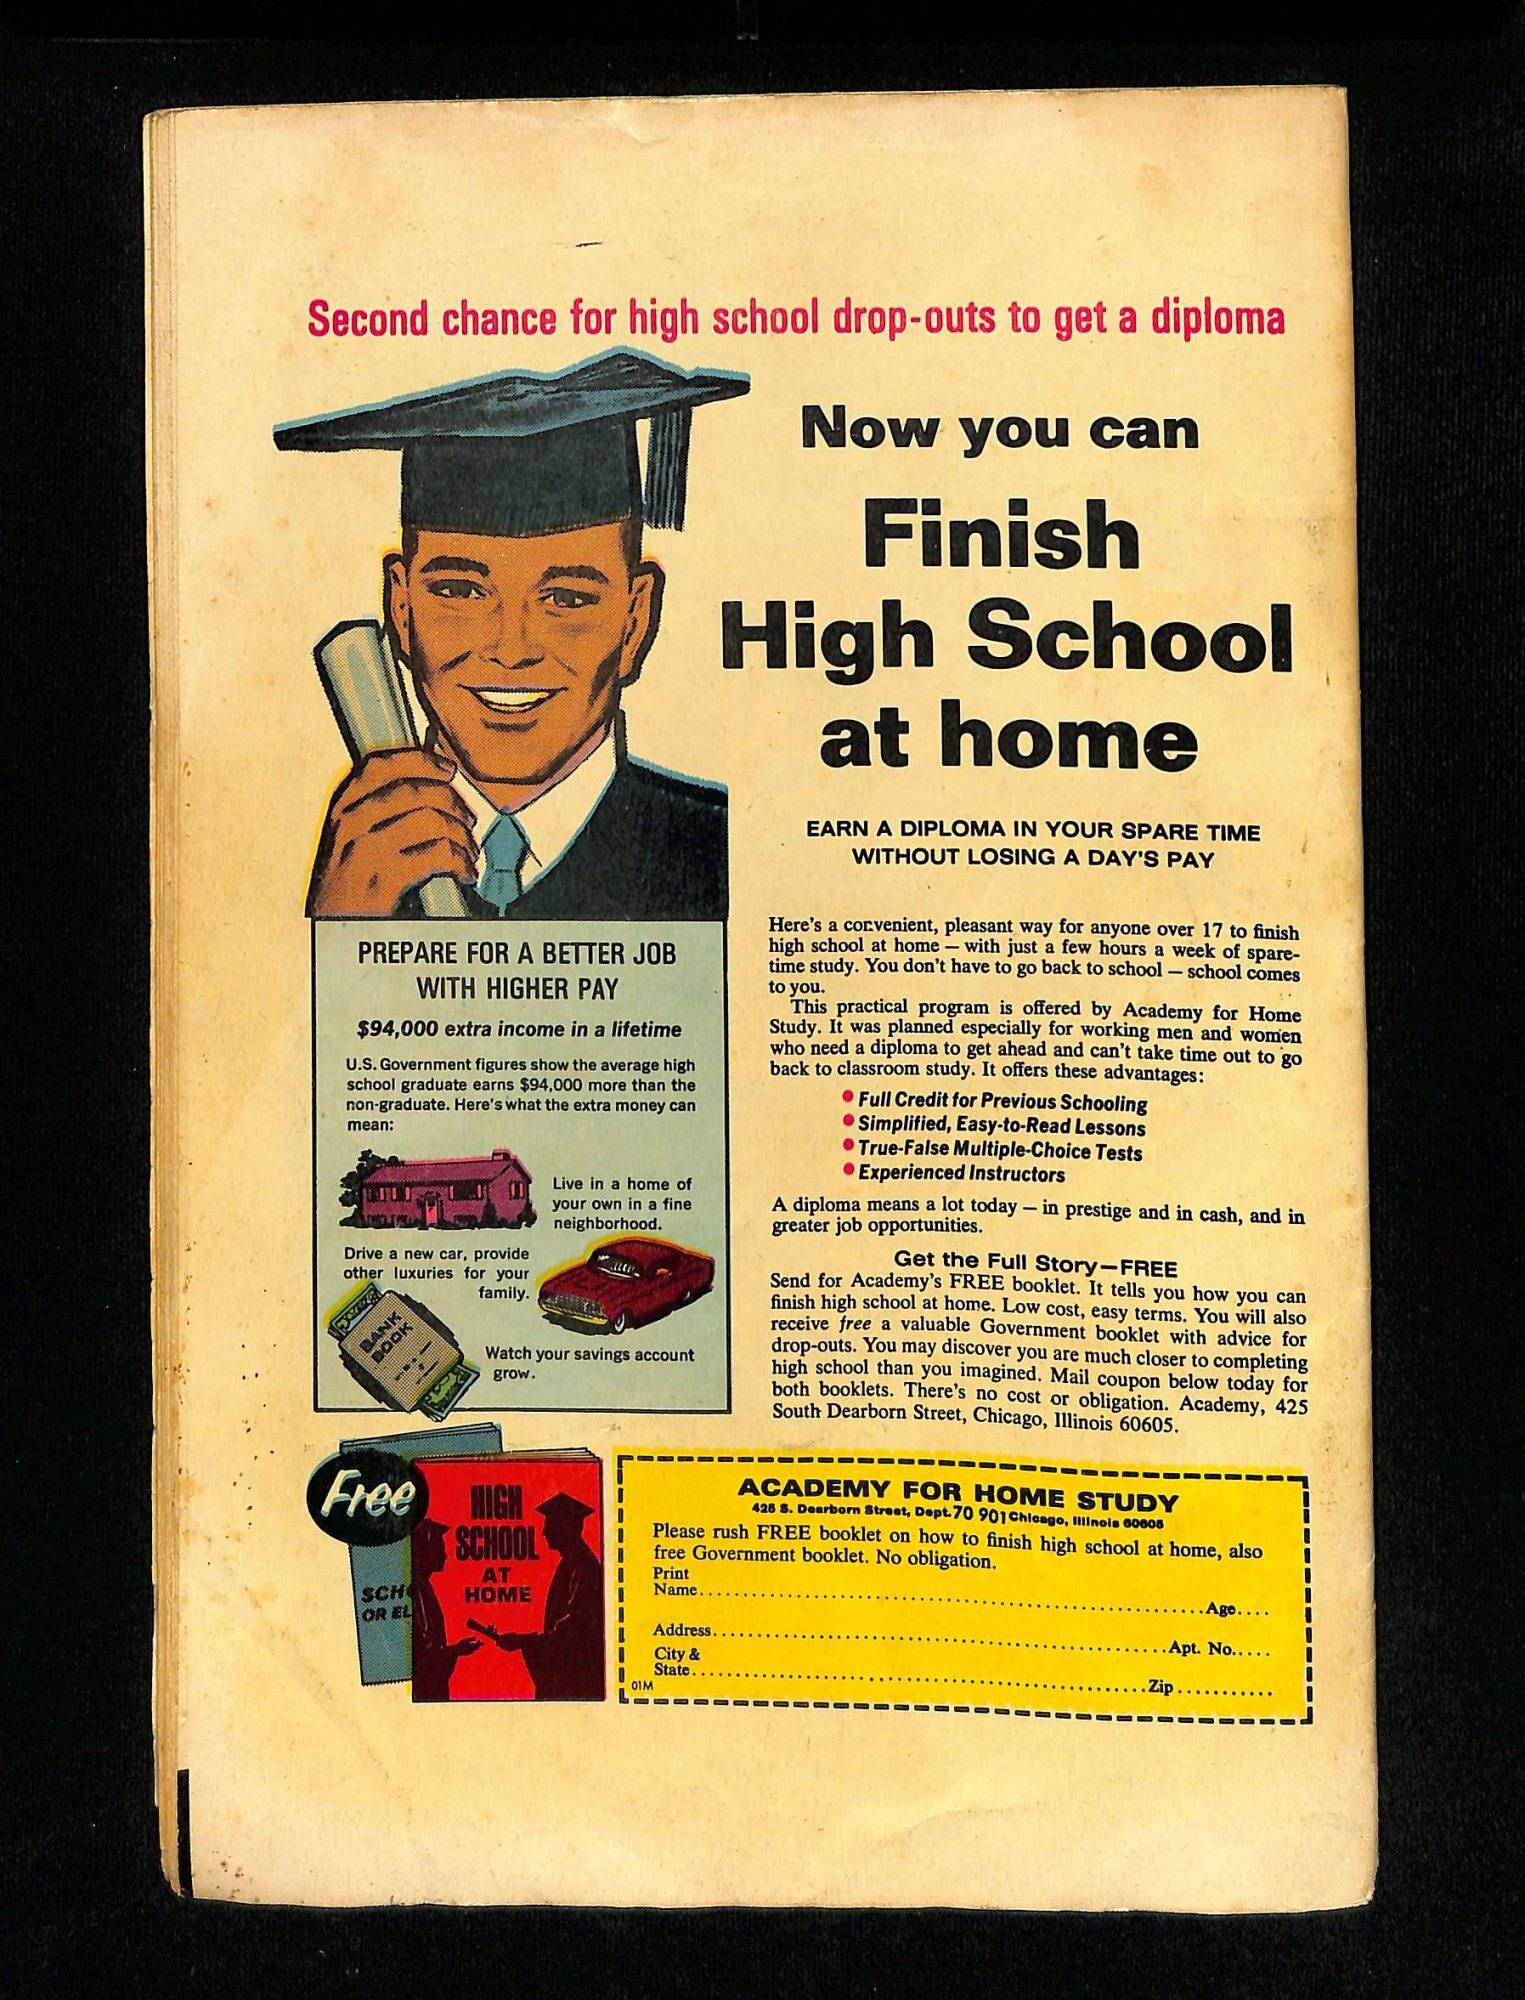 Second chance for high school drop-outs to get a diploma
Now you can
Finish
High School
at home
EARN A DIPLOMA IN YOUR SPARE TIME
WITHOUT LOSING A DAY'S PAY
PREPARE FOR A BETTER JOB
WITH HIGHER PAY
$94,000 extra income in a lifetime
U.S. Government figures show the average high
school graduate earns $94,000 more than the
non-graduate. Here's what the extra money can
mean:
Live in a home of
your own in a fine
neighborhood.
Drive a new car, provide
other luxuries for your
family.
BANK
BOOK
Watch your savings account
grow.
Here's a convenient, pleasant way for anyone over 17 to finish
high school at home – with just a few hours a week of spare-
time study. You don't have to go back to school – school comes
to you.
This practical program is offered by Academy for Home
Study. It was planned especially for working men and women
who need a diploma to get ahead and can't take time out to go
back to classroom study. It offers these advantages:
• Full Credit for Previous Schooling
• Simplified, Easy-to-Read Lessons
• True-False Multiple-Choice Tests
• Experienced Instructors
A diploma means a lot today – in prestige and in cash, and in
greater job opportunities.
Get the Full Story–FREE
Send for Academy's FREE booklet. It tells you how you can
finish high school at home. Low cost, easy terms. You will also
receive free a valuable Government booklet with advice for
drop-outs. You may discover you are much closer to completing
high school than you imagined. Mail coupon below today for
both booklets. There's no cost or obligation. Academy, 425
South Dearborn Street, Chicago, Illinois 60605.
Free
SCH
OR EL
HIGH
SCHOOL
AT
HOME
ACADEMY FOR HOME STUDY
425 S. Dearborn Street, Dept. 70 901 Chicago, Illinois 60605
Please rush FREE booklet on how to finish high school at home, also
free Government booklet. No obligation.
Print
Name..........Age....
Address..........Apt. No.....
City &
State..........Zip...........
01M